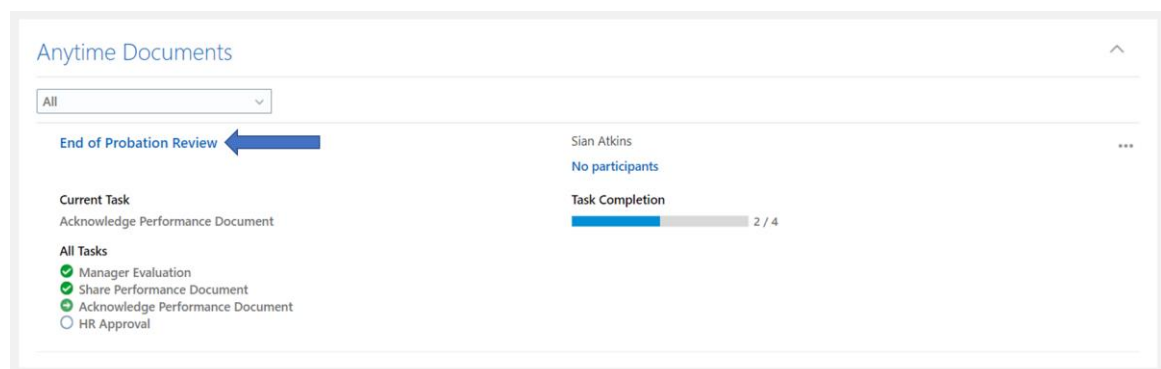 Anytime Documents
All
End of Probation Review
Sian Atkins
No participants
Current Task
Acknowledge Performance Document
Task Completion
2 / 4
All Tasks
Manager Evaluation
Share Performance Document
Acknowledge Performance Document
HR Approval